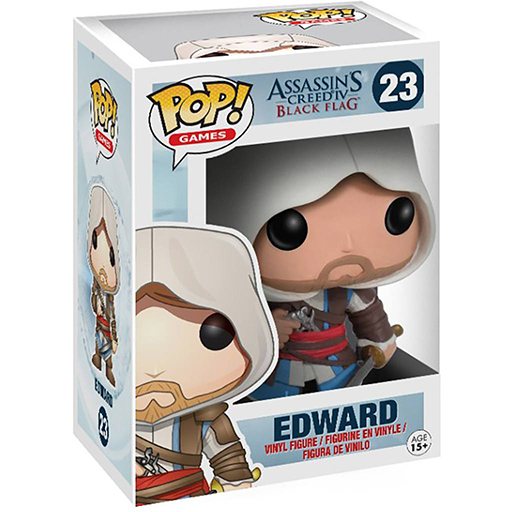 POP!
GAMES
ASSASSIN'S
CREED IV
BLACK FLAG
23
POP!
GAMES
EDWARD
VINYL FIGURE / FIGURINE EN VINYLE /
FIGURA DE VINILO
AGE
15+
EDWARD
23